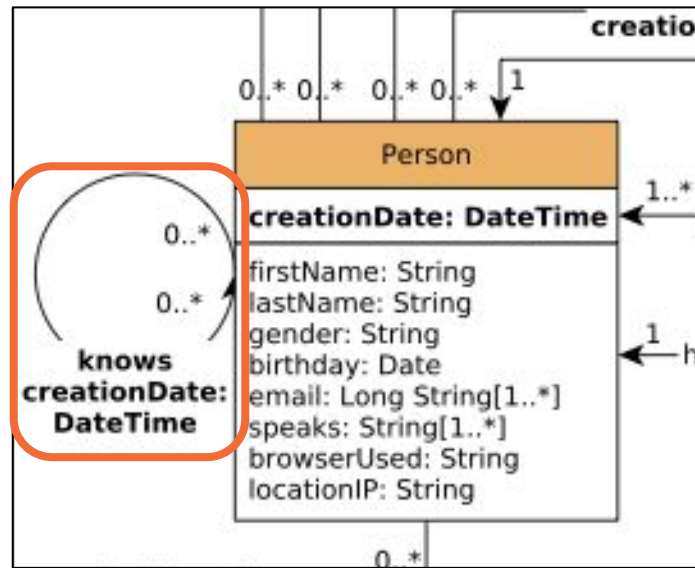 creatio
0..* 0..* 0..* 0..* 1
Person
1..*
creationDate: DateTime
0..*
firstName: String
0..*
lastName: String
gender: String
1
h
knows
birthday: Date
creationDate:
email: Long String[1..*]
DateTime
speaks: String[1..*]
browserUsed: String
locationIP: String
0..*